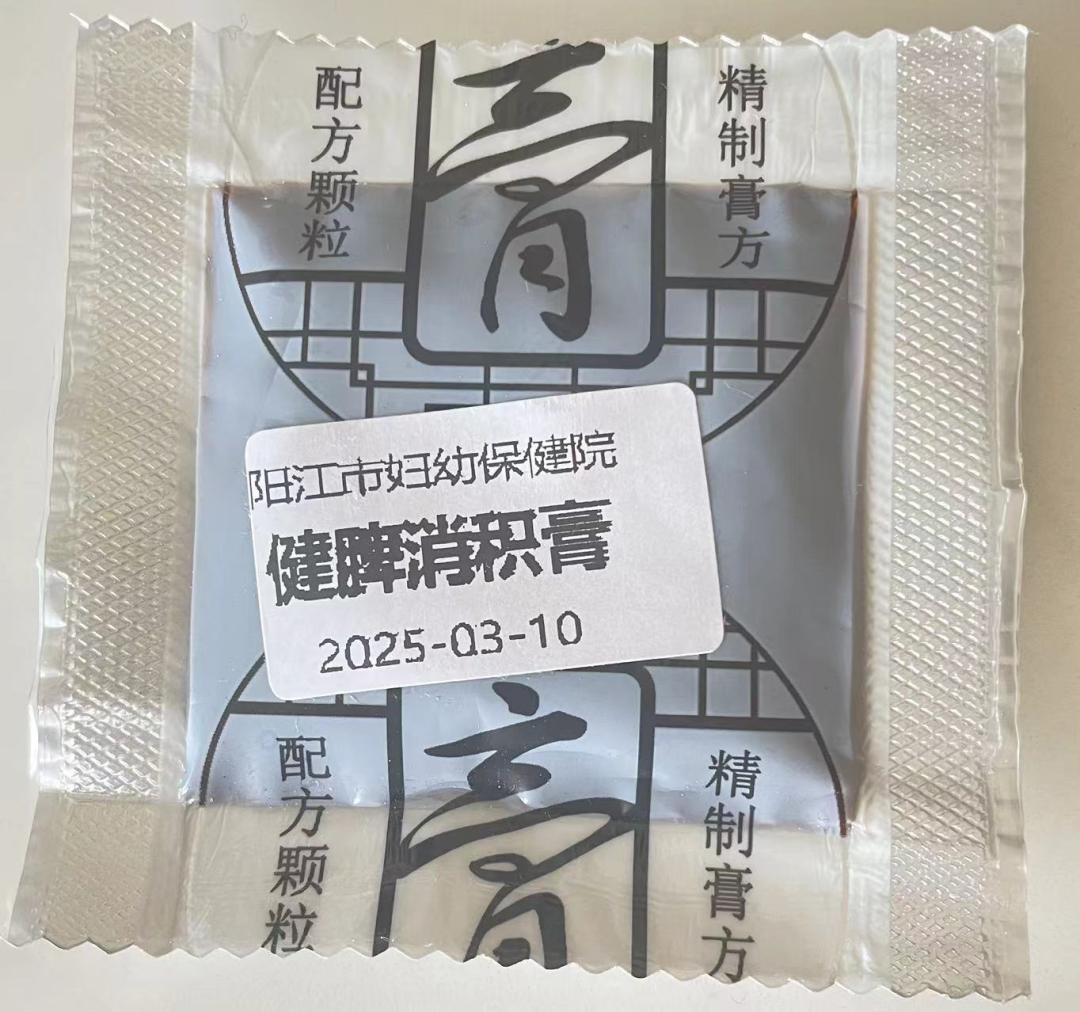 配方颗粒
膏
精制膏方
阳江市妇幼保健院
健脾消积膏
2025-03-10
配方颗粒
膏
精制膏方